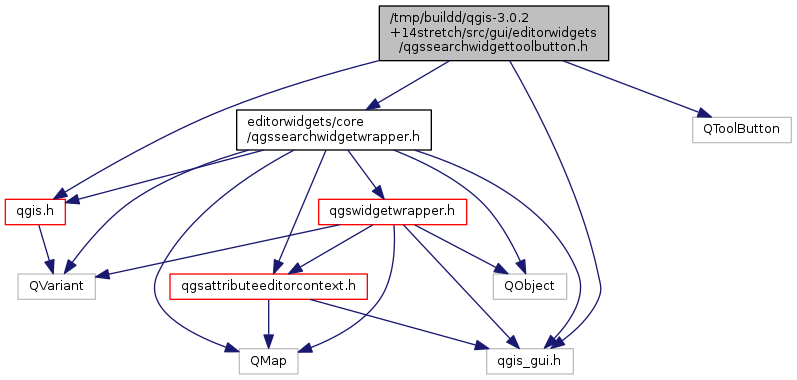 /tmp/buildd/qgis-3.0.2
+14stretch/src/gui/editorwidgets
/qgssearchwidgettoolbutton.h
editorwidgets/core
/qgssearchwidgetwrapper.h
QToolButton
qgis.h
qgswidgetwrapper.h
QVariant
qgsattributeeditorcontext.h
QObject
QMap
qgis_gui.h